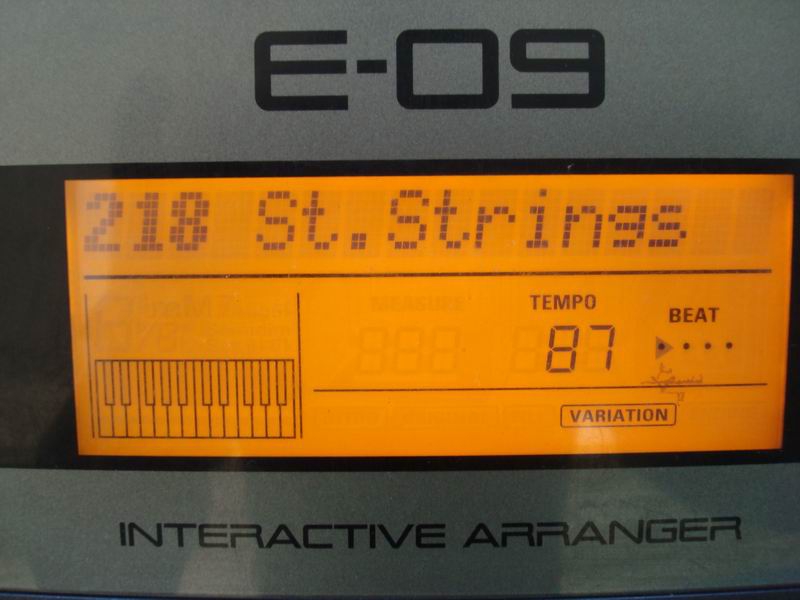 E-09
218 St.Strings
MEASURE
TEMPO
87
BEAT
VARIATION
INTERACTIVE ARRANGER